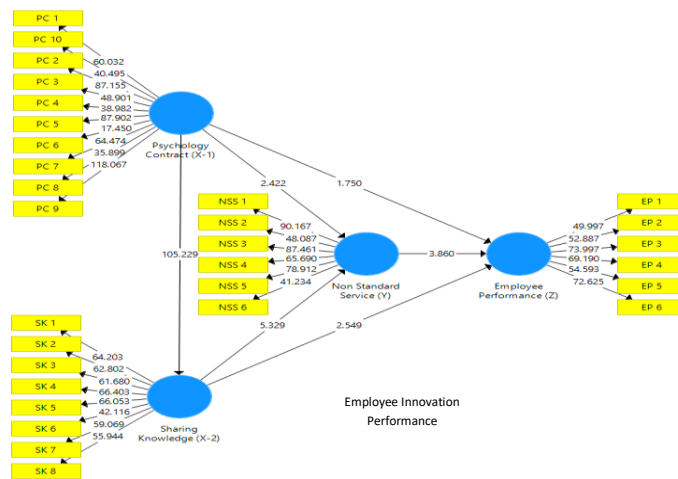 PC 1
PC 10
PC 2
PC 3
PC 4
PC 5
PC 6
PC 7
PC 8
PC 9
60.032
40.495
87.155
48.901
38.982
87.902
17.450
64.474
35.899
118.067
Psychology
Contract (X-1)
2.422
1.750
105.229
NSS 1
NSS 2
NSS 3
NSS 4
NSS 5
NSS 6
90.167
48.087
87.461
65.690
78.912
41.234
Non Standard
Service (Y)
3.860
Employee
Performance (Z)
49.997
52.887
73.997
69.190
54.593
72.625
EP 1
EP 2
EP 3
EP 4
EP 5
EP 6
5.329
2.549
SK 1
SK 2
SK 3
SK 4
SK 5
SK 6
SK 7
SK 8
64.203
62.802
61.680
66.403
66.053
42.116
59.069
55.944
Sharing
Knowledge (X-2)
Employee Innovation
Performance